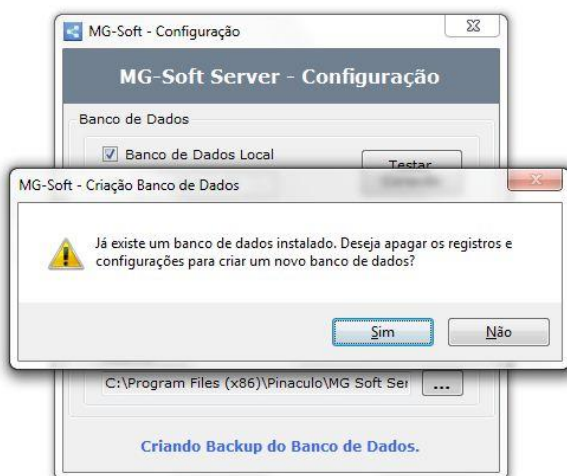 MG-Soft - Configuração
MG-Soft Server - Configuração
Banco de Dados
Banco de Dados Local
Testar
MG-Soft - Criação Banco de Dados
Já existe um banco de dados instalado. Deseja apagar os registros e
configurações para criar um novo banco de dados?
Sim
Não
C:\Program Files (x86)\Pinaculo\MG Soft Ser
...
Criando Backup do Banco de Dados.